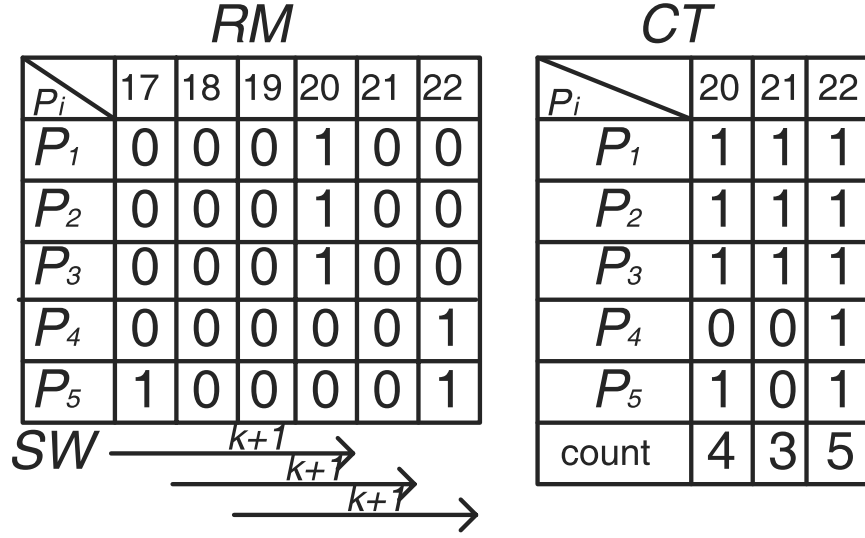 RM CT
Pi 17 18 19 20 21 22 Pi 20 21 22
P1 0 0 0 1 0 0 P1 1 1 1
P2 0 0 0 1 0 0 P2 1 1 1
P3 0 0 0 1 0 0 P3 1 1 1
P4 0 0 0 0 0 1 P4 0 0 1
P5 1 0 0 0 0 1 P5 1 0 1
SW k+1 count 4 3 5
k+1
k+1